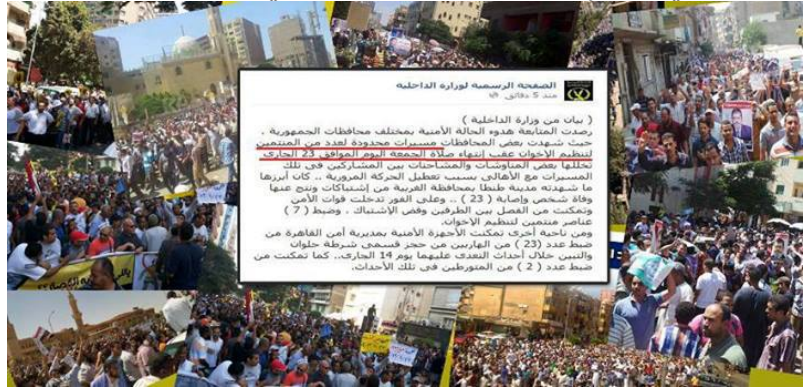 الصفحة الرسمية لوزارة الداخلية
منذ 5 دقائق
( بيان من وزارة الداخلية )
رصدت المتابعة هدوء الحالة الأمنية بمختلف محافظات الجمهورية ،
حيث شهدت بعض المحافظات مسيرات محدودة لعدد من المنتمين
لتنظيم الأخوان عقب إنتهاء صلاة الجمعة اليوم الموافق 23 الجارى
تخللها بعض المناوشات والمشاحنات بين المشاركين فى تلك
المسيرات مع الأهالى بسبب تعطيل الحركة المرورية .. كان أبرزها
ما شهدته مدينة طنطا بمحافظة الغربية من إشتباكات ونتج عنها
وفاة شخص وإصابة ( 23 ) .. وعلى الفور تدخلت قوات الأمن
وتمكنت من الفصل بين الطرفين وفض الإشتباك . وضبط ( 7 )
عناصر منتمين لتنظيم الأخوان.
ومن ناحية أخرى تمكنت الأجهزة الأمنية بمديرية أمن القاهرة من
ضبط عدد (23 ) من الهاربين من حجز قسمى شرطة حلوان
والتبين خلال أحداث التعدى عليهما يوم 14 الجارى.. كما تمكنت من
ضبط عدد ( 2 ) من المتورطين فى تلك الأحداث.